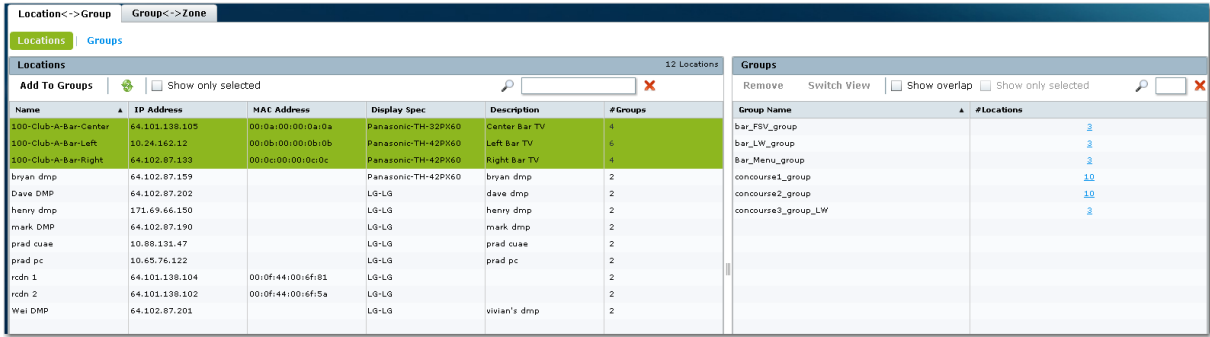 Location<->Group Group<->Zone
Locations | Groups
Locations 12 Locations
Add To Groups Show only selected
Name IP Address MAC Address Display Spec Description #Groups
100-Club-A-Bar-Center 64.101.138.105 00:0a:00:00:0a:0a Panasonic-TH-32PX60 Center Bar TV 4
100-Club-A-Bar-Left 10.24.162.12 00:0b:00:00:0b:0b Panasonic-TH-42PX60 Left Bar TV 6
100-Club-A-Bar-Right 64.102.87.133 00:0c:00:00:0c:0c Panasonic-TH-42PX60 Right Bar TV 4
bryan dmp 64.102.87.159 Panasonic-TH-42PX60 bryan dmp 2
Dave DMP 64.102.87.202 LG-LG dave dmp 2
henry dmp 171.69.66.150 LG-LG henry dmp 2
mark DMP 64.102.87.190 LG-LG mark dmp 2
prad cuae 10.88.131.47 LG-LG prad cuae 2
prad pc 10.65.76.122 LG-LG prad pc 2
rcdn 1 64.101.138.104 00:0f:44:00:6f:81 LG-LG 2
rcdn 2 64.101.138.102 00:0f:44:00:6f:5a LG-LG 2
Wei DMP 64.102.87.201 LG-LG vivian's dmp 2
Groups
Remove Switch View Show overlap Show only selected
Group Name #Locations
bar_FSV_group 3
bar_LW_group 3
Bar_Menu_group 3
concourse1_group 10
concourse2_group 10
concourse3_group_LW 3